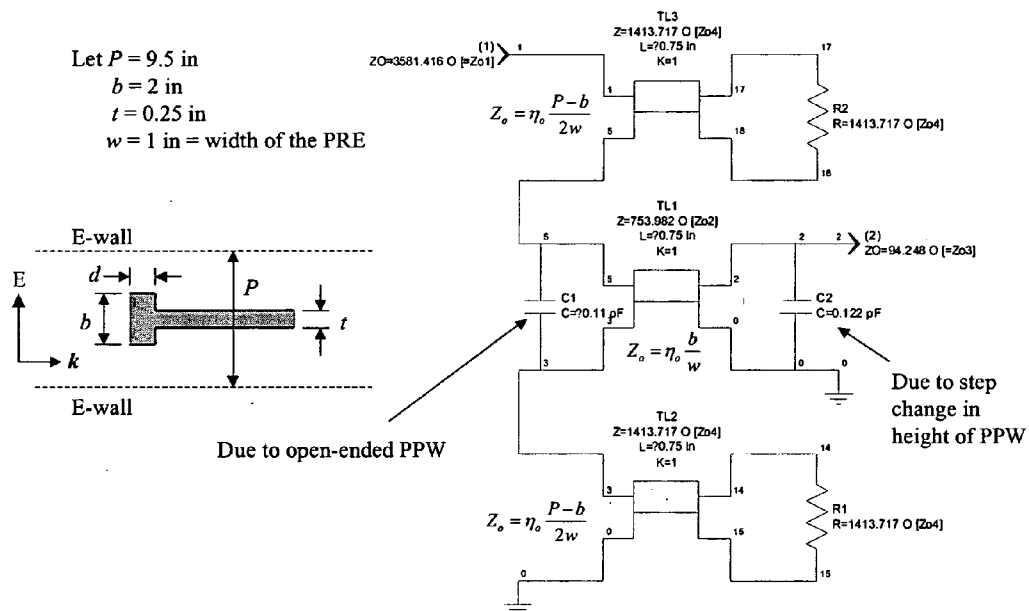 Let P = 9.5 in
b = 2 in
t = 0.25 in
w = 1 in = width of the PRE
E-wall
E
d
P
b
t
k
E-wall
Due to open-ended PPW
TL3
Z=1413.717 O [Zo4]
L=?0.75 in
K=1
(1)
1
ZO=3581.416 O [=Zo1]
1
17
17
R2
R=1413.717 O [Zo4]
Z_o = η_o (P − b) / 2w
5
18
18
TL1
Z=753.982 O [Zo2]
L=?0.75 in
K=1
5
5
2
2
2
(2)
ZO=94.248 O [=Zo3]
C1
C=?0.11 pF
C2
C=0.122 pF
3
0
Z_o = η_o b / w
3
0
0
Due to step
change in
height of PPW
TL2
Z=1413.717 O [Zo4]
L=?0.75 in
K=1
3
14
14
R1
R=1413.717 O [Zo4]
Z_o = η_o (P − b) / 2w
0
15
15
0